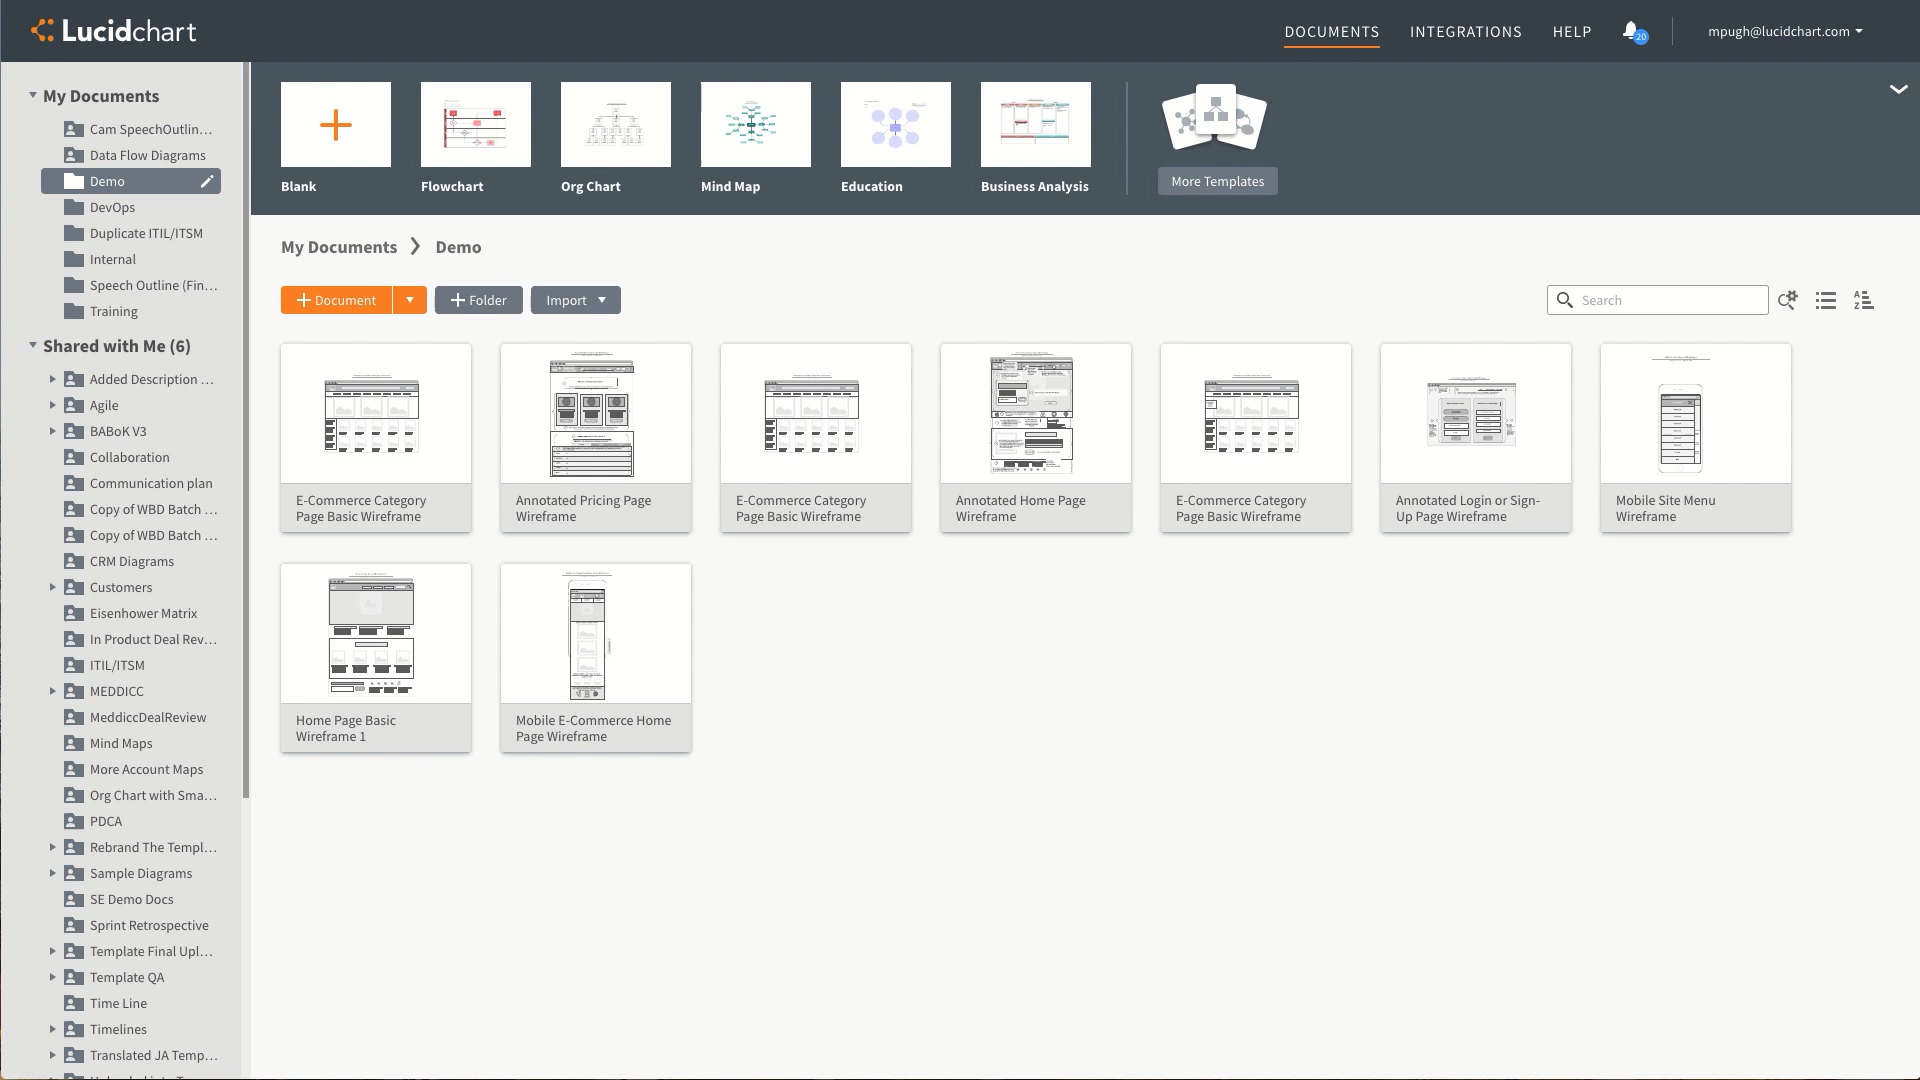 Lucidchart
DOCUMENTS
INTEGRATIONS
HELP
20
mpugh@lucidchart.com
My Documents
Cam SpeechOutlin...
Data Flow Diagrams
Demo
DevOps
Duplicate ITIL/ITSM
Internal
Speech Outline (Fin...
Training
Shared with Me (6)
Added Description ...
Agile
BABoK V3
Collaboration
Communication plan
Copy of WBD Batch ...
Copy of WBD Batch ...
CRM Diagrams
Customers
Eisenhower Matrix
In Product Deal Rev...
ITIL/ITSM
MEDDICC
MeddiccDealReview
Mind Maps
More Account Maps
Org Chart with Sma...
PDCA
Rebrand The Templ...
Sample Diagrams
SE Demo Docs
Sprint Retrospective
Template Final Upl...
Template QA
Time Line
Timelines
Translated JA Temp...
Blank
Flowchart
Org Chart
Mind Map
Education
Business Analysis
More Templates
My Documents
Demo
Document
Folder
Import
Search
A
Z
E-Commerce Category
Page Basic Wireframe
Annotated Pricing Page
Wireframe
E-Commerce Category
Page Basic Wireframe
Annotated Home Page
Wireframe
E-Commerce Category
Page Basic Wireframe
Annotated Login or Sign-
Up Page Wireframe
Mobile Site Menu
Wireframe
Home Page Basic
Wireframe 1
Mobile E-Commerce Home
Page Wireframe